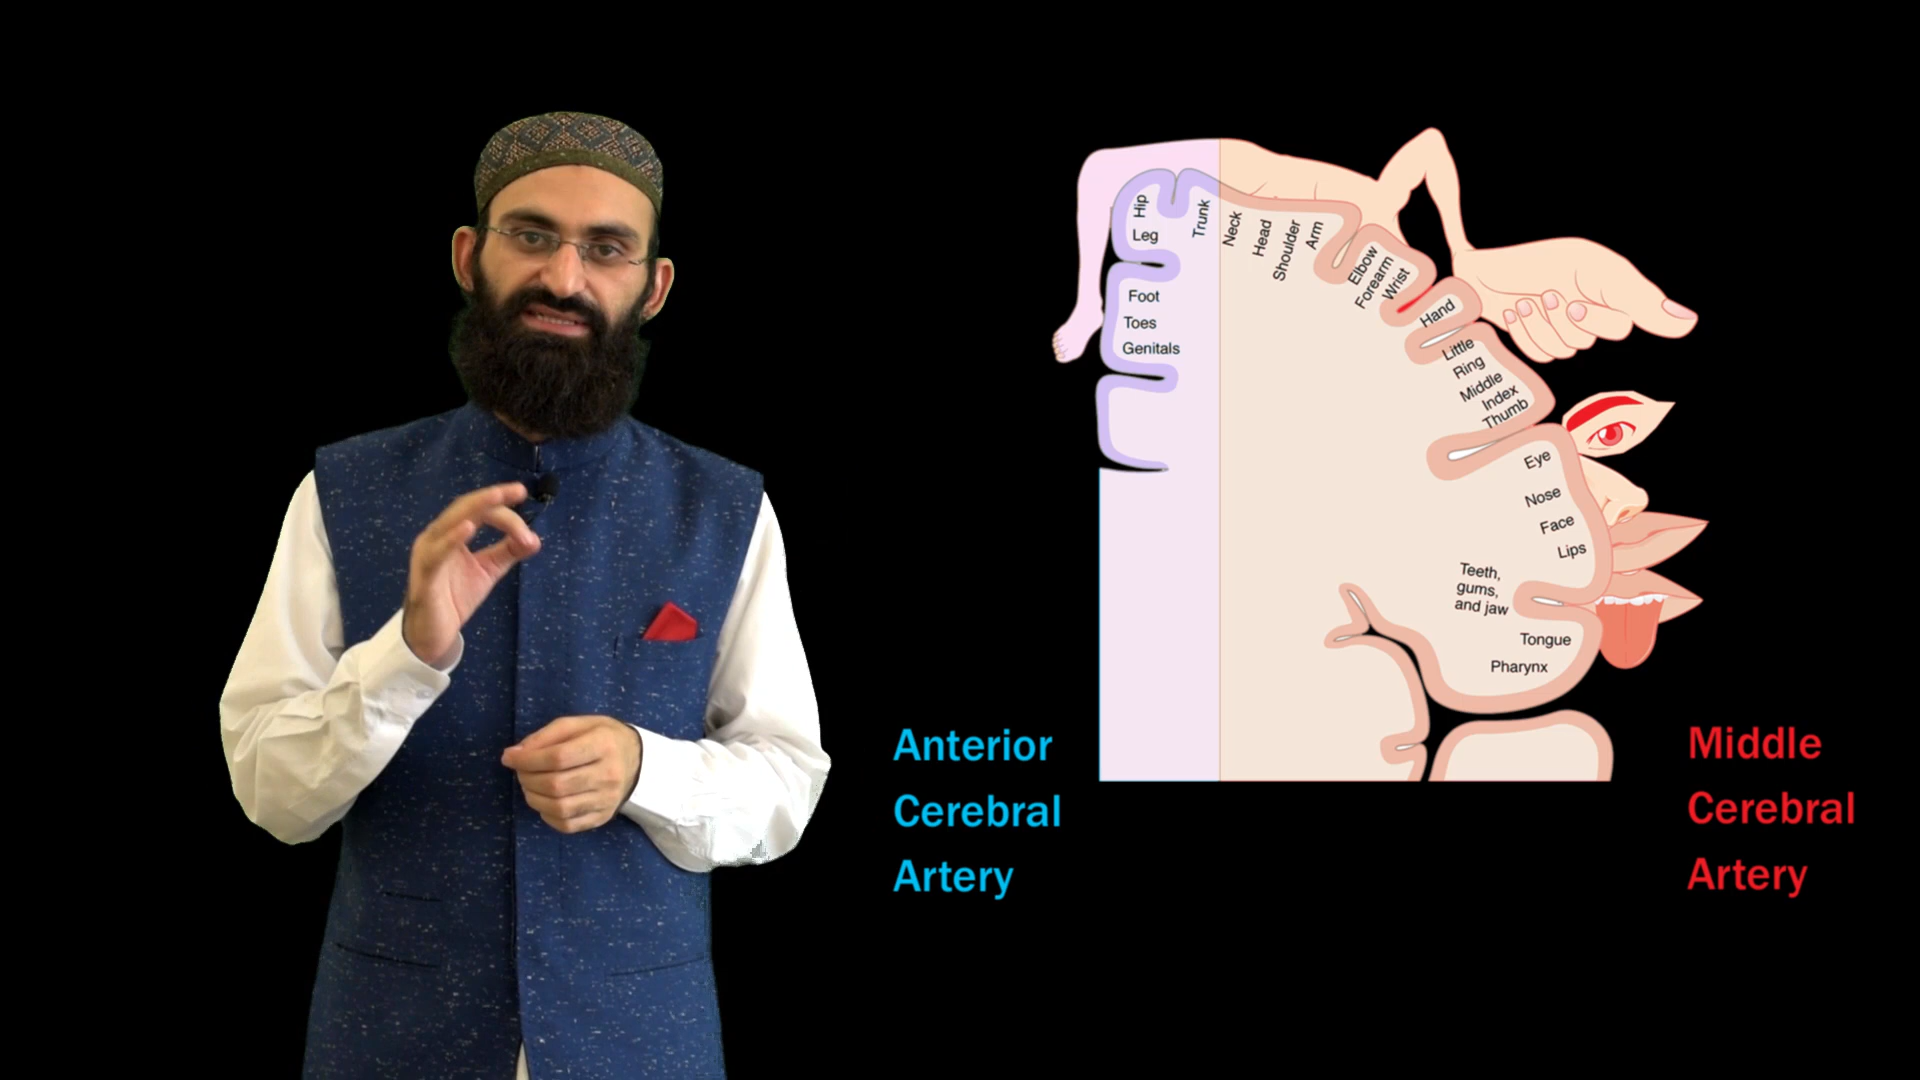 Hip
Leg
Foot
Toes
Genitals
Trunk
Neck
Head
Shoulder
Arm
Elbow
Forearm
Wrist
Hand
Little
Ring
Middle
Index
Thumb
Eye
Nose
Face
Lips
Teeth,
gums,
and jaw
Tongue
Pharynx
Anterior
Cerebral
Artery
Middle
Cerebral
Artery